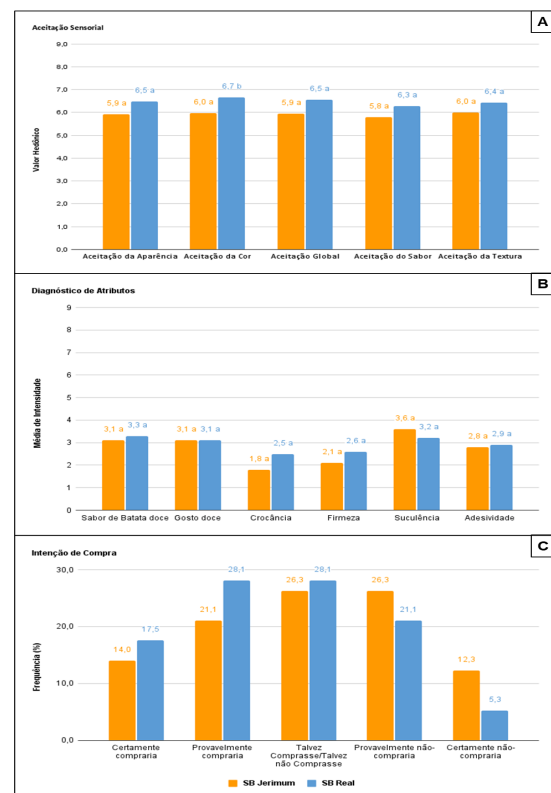 Aceitação Sensorial
A
9,0
8,0
7,0
6,0
5,0
4,0
3,0
2,0
1,0
0,0
Valor Hedônico
5,9 a 6,5 a 6,0 a 6,7 b 5,9 a 6,5 a 5,8 a 6,3 a 6,0 a 6,4 a
Aceitação da Aparência Aceitação da Cor Aceitação Global Aceitação do Sabor Aceitação da Textura
Diagnóstico de Atributos
B
9
8
7
6
5
4
3
2
1
0
Média de Intensidade
3,1 a 3,3 a 3,1 a 3,1 a 1,8 a 2,5 a 2,1 a 2,6 a 3,6 a 3,2 a 2,8 a 2,9 a
Sabor de Batata doce Gosto doce Crocância Firmeza Suculência Adesividade
Intenção de Compra
C
30,0
20,0
10,0
0,0
Frequência (%)
14,0 17,5 21,1 28,1 26,3 28,1 26,3 21,1 12,3 5,3
Certamente compraria
Provavelmente compraria
Talvez Comprasse/Talvez não Comprasse
Provavelmente não-compraria
Certamente não-compraria
SB Jerimum SB Real